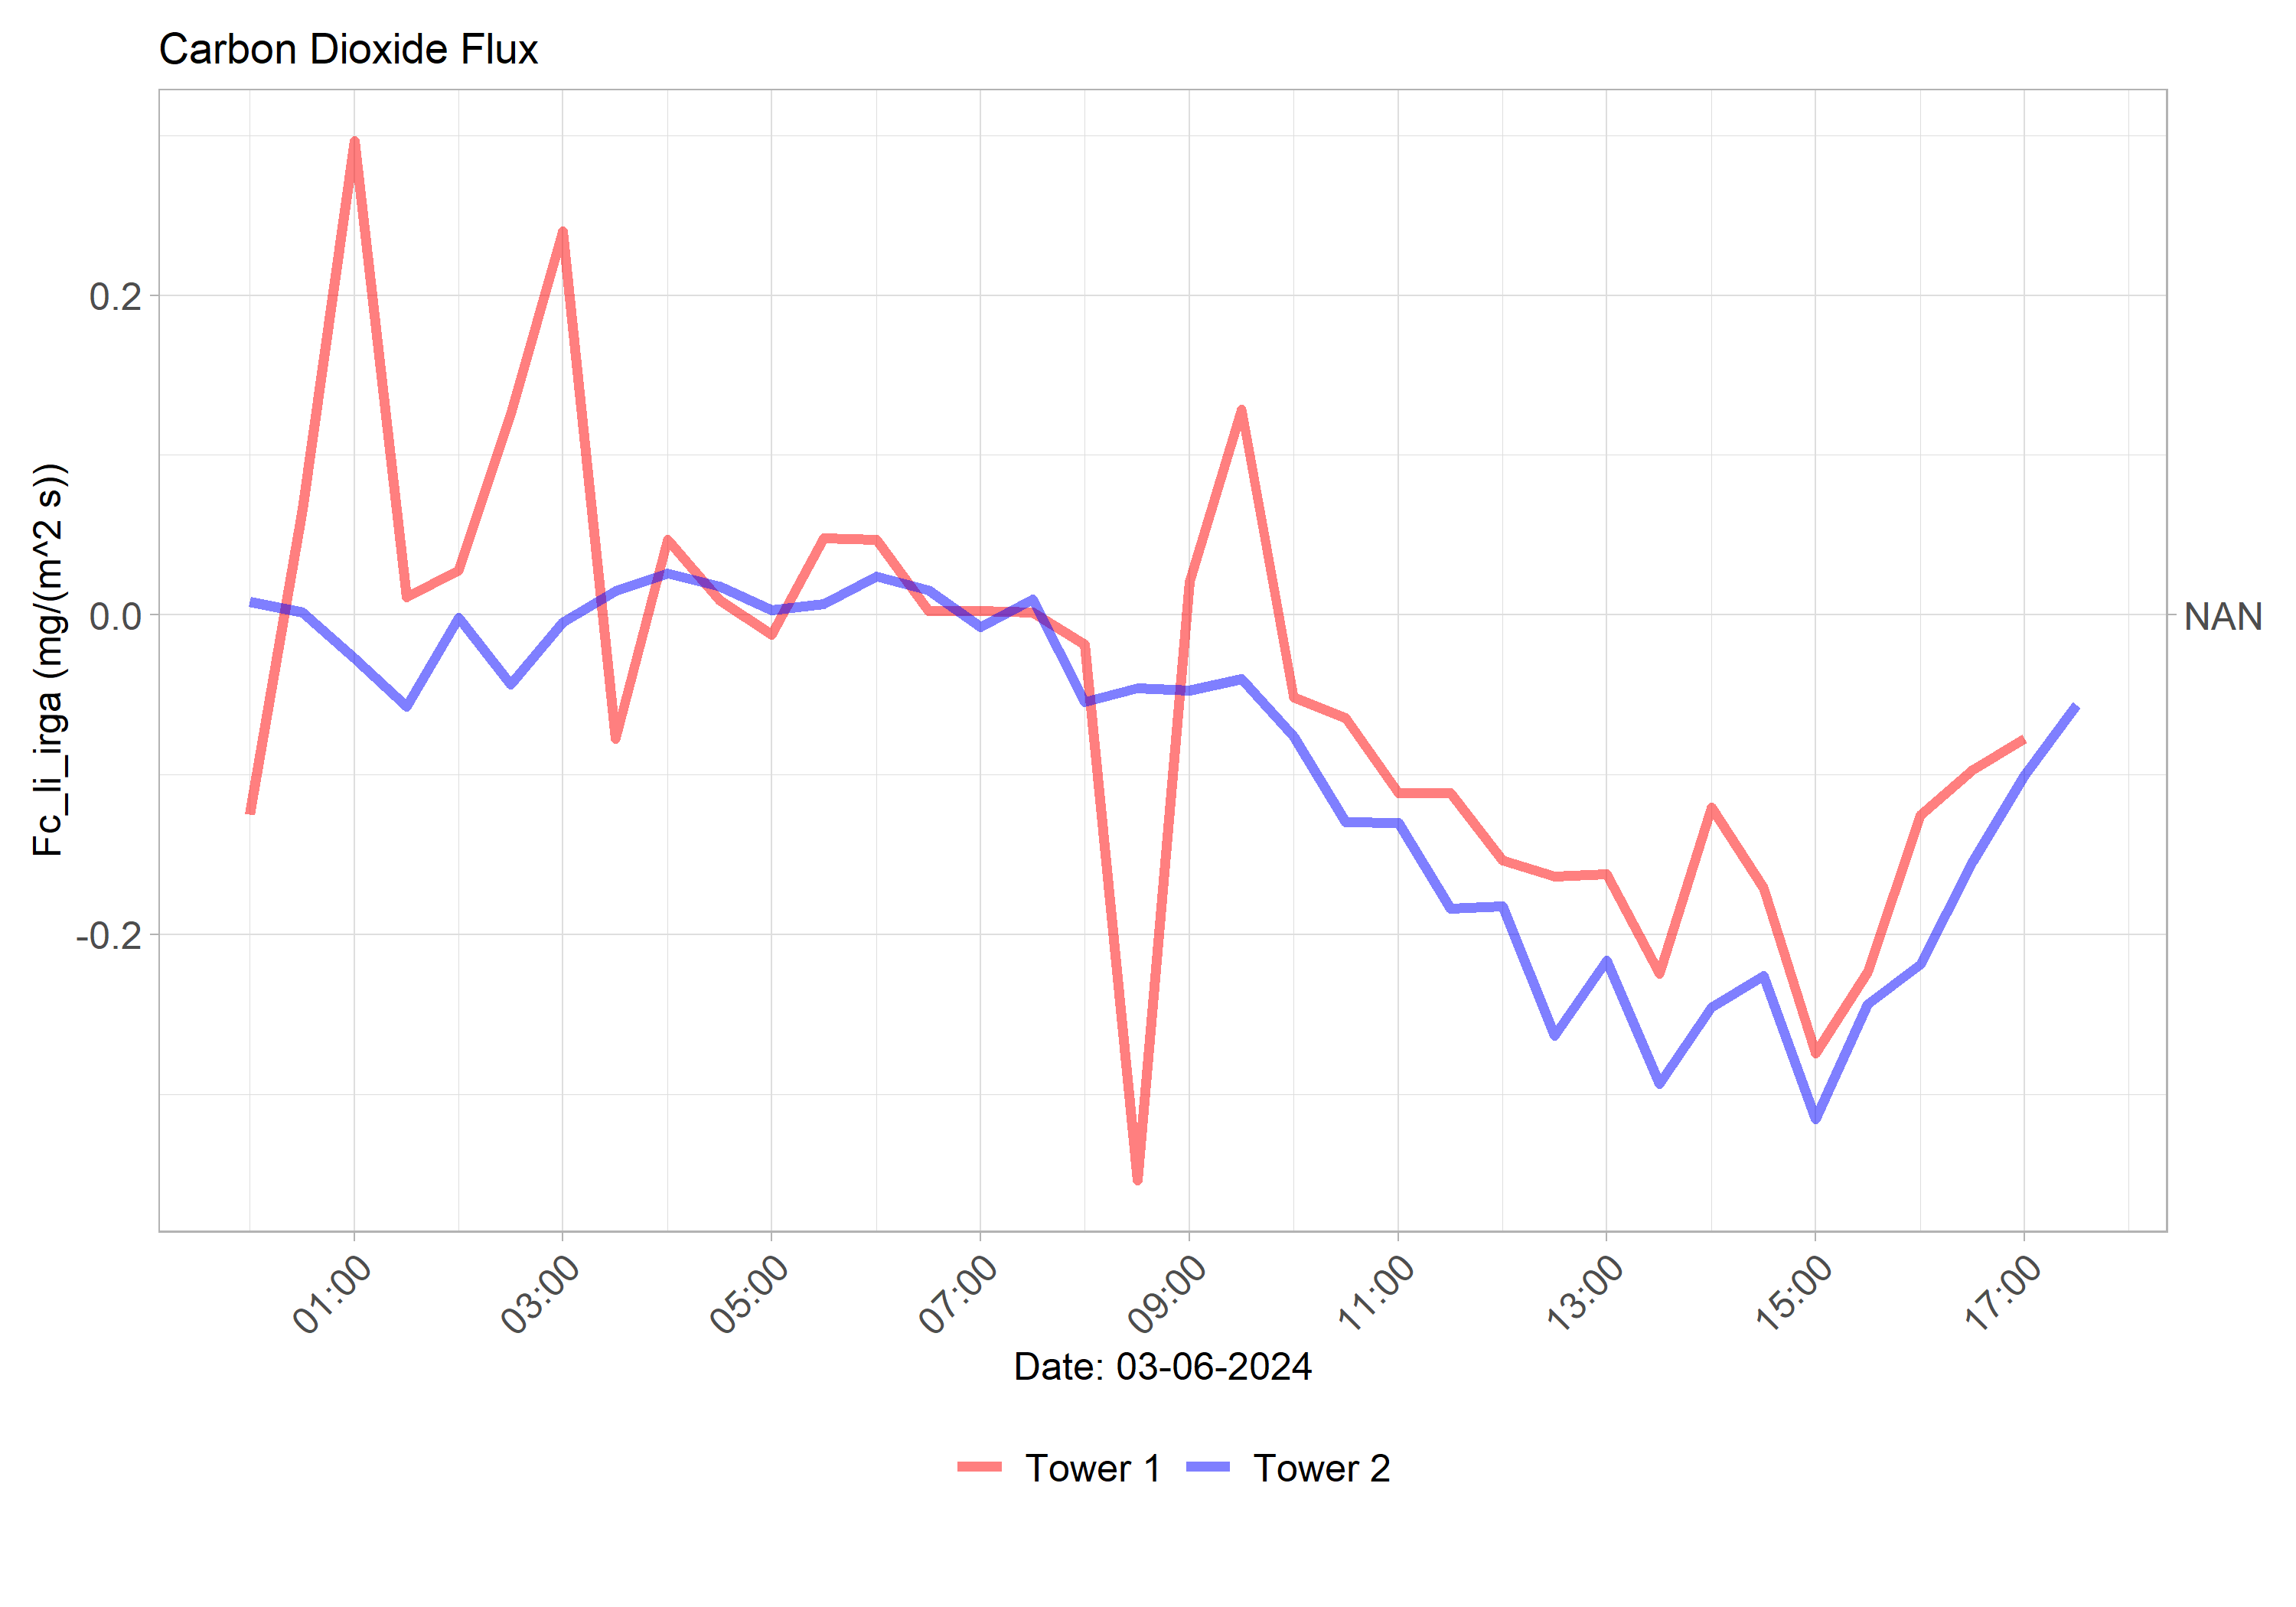 Carbon Dioxide Flux
Fc_li_irga (mg/(m^2 s))
0.2
0.0
-0.2
NAN
01:00
03:00
05:00
07:00
09:00
11:00
13:00
15:00
17:00
Date: 03-06-2024
Tower 1
Tower 2